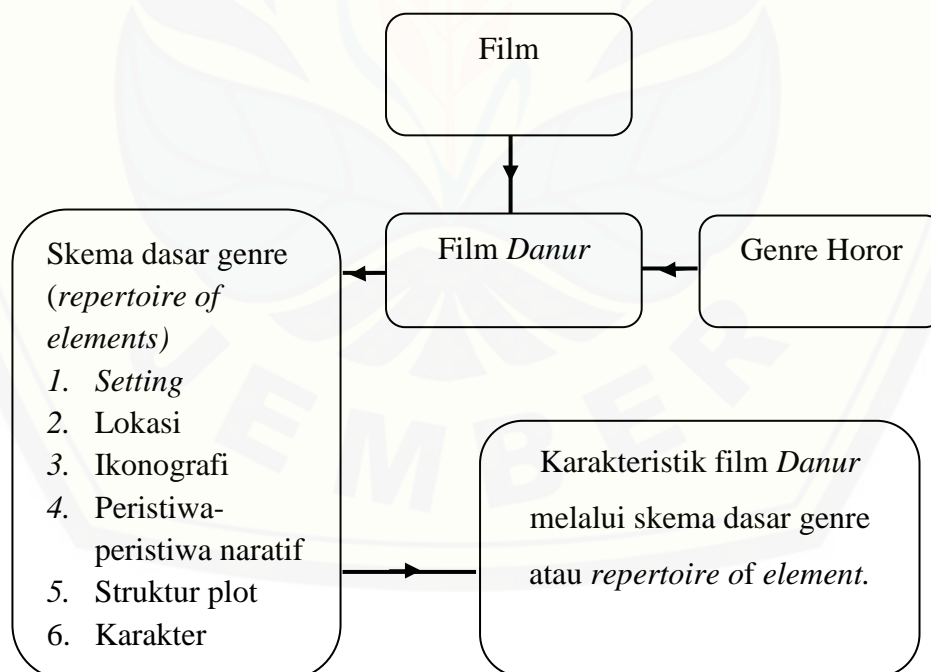 Film
Film Danur
Genre Horor
Skema dasar genre
(repertoire of
elements)
1. Setting
2. Lokasi
3. Ikonografi
4. Peristiwa-
peristiwa naratif
5. Struktur plot
6. Karakter
Karakteristik film Danur
melalui skema dasar genre
atau repertoire of element.
JEMBER